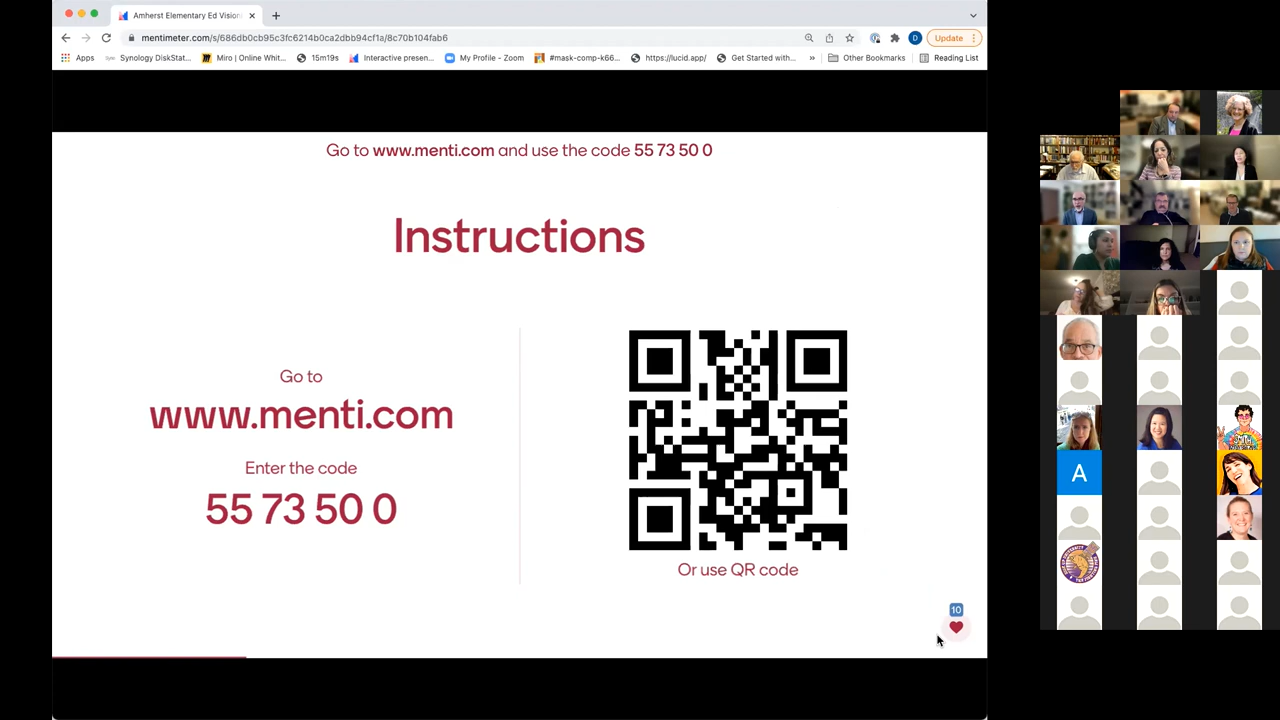 Amherst Elementary Ed Vision
mentimeter.com/s/686db0cb95c3fc6214b0ca2dbb94cf1a/8c70b104fab6
Update
Apps
Synology DiskStat...
Miro | Online Whit...
15m19s
Interactive presen...
My Profile - Zoom
#mask-comp-k66...
https://lucid.app/
Get Started with...
»
Other Bookmarks
Reading List
D
Go to www.menti.com and use the code 55 73 50 0
Instructions
Go to
www.menti.com
Enter the code
55 73 50 0
Or use QR code
10
A